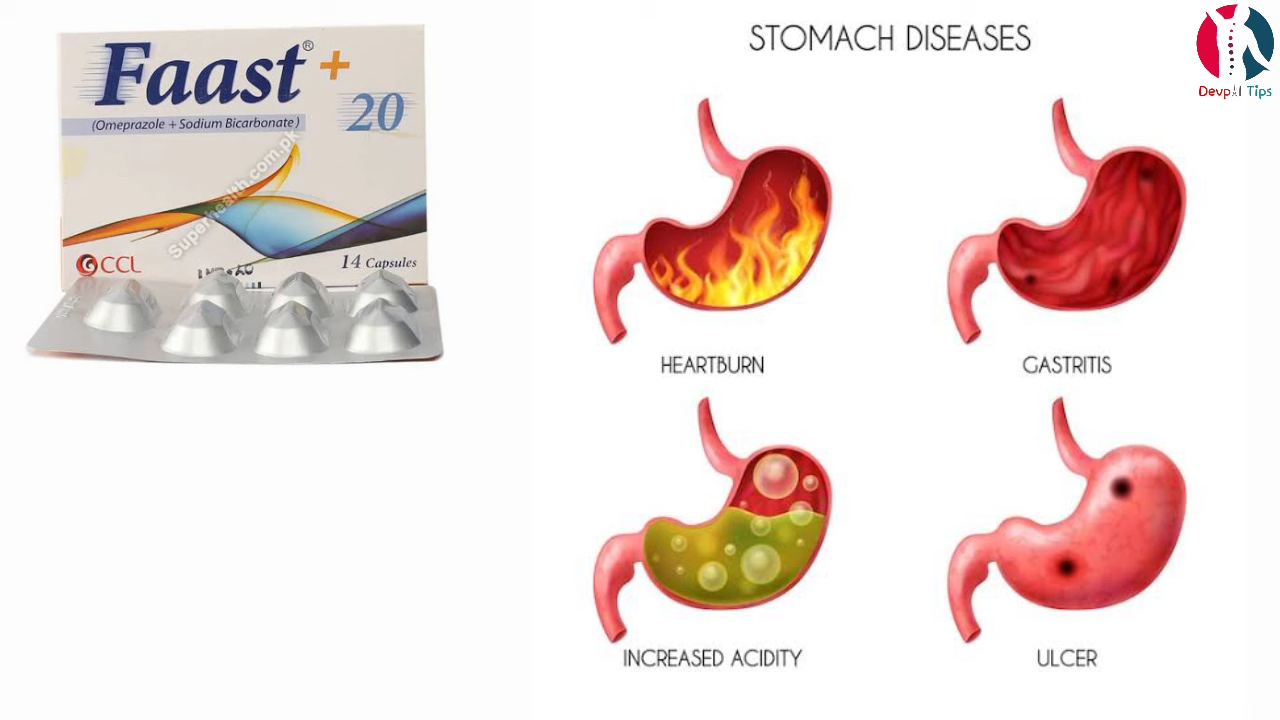 Faast® +
20
(Omeprazole + Sodium Bicarbonate)
Superhealth.com.pk
CCL
14 Capsules
STOMACH DISEASES
Devpill Tips
HEARTBURN
GASTRITIS
INCREASED ACIDITY
ULCER